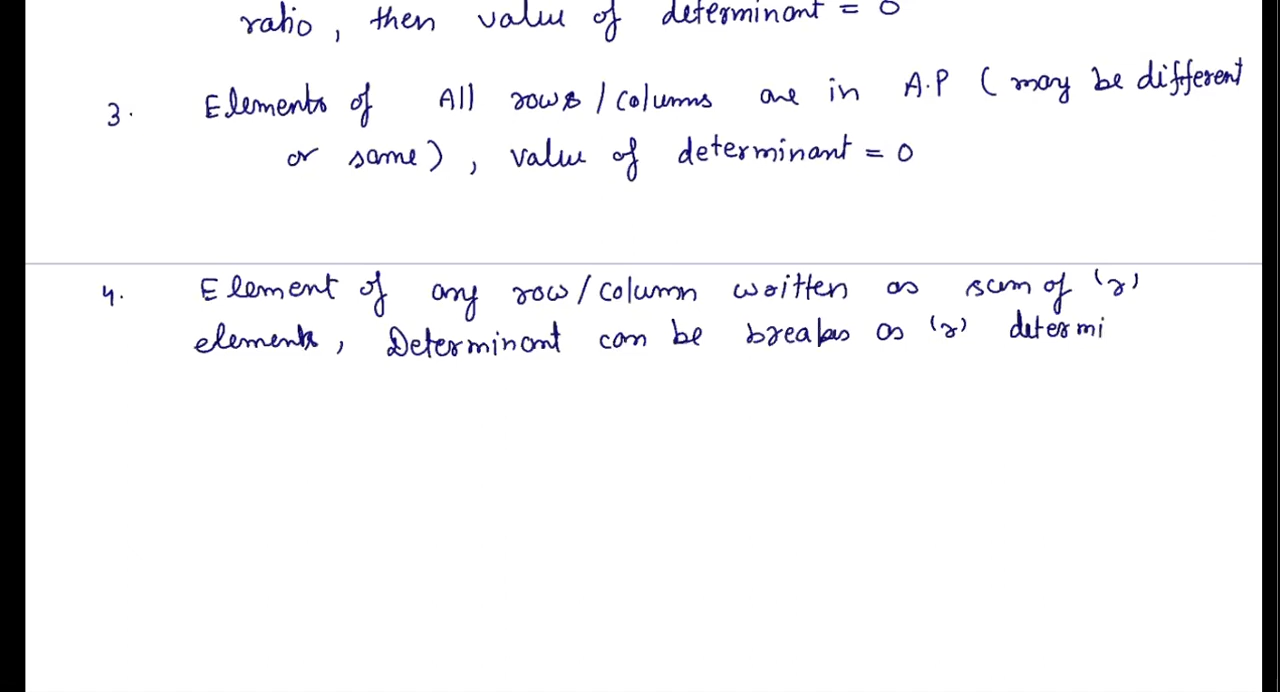 ratio, then value of determinant = 0
3. Elements of All rows / columns are in A.P ( may be different
or same ) , value of determinant = 0
4. Element of any row / column written as sum of 'r'
elements , Determinant can be breaks as 'r' determi